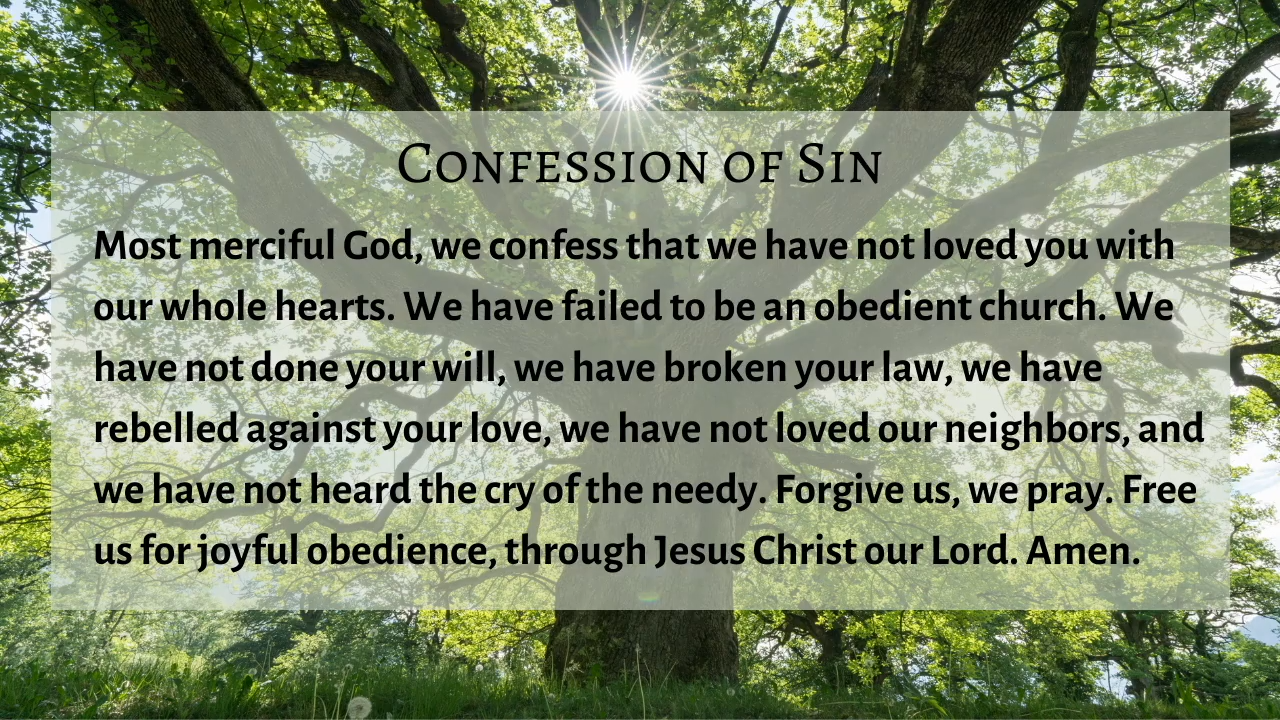 Confession of Sin
Most merciful God, we confess that we have not loved you with
our whole hearts. We have failed to be an obedient church. We
have not done your will, we have broken your law, we have
rebelled against your love, we have not loved our neighbors, and
we have not heard the cry of the needy. Forgive us, we pray. Free
us for joyful obedience, through Jesus Christ our Lord. Amen.